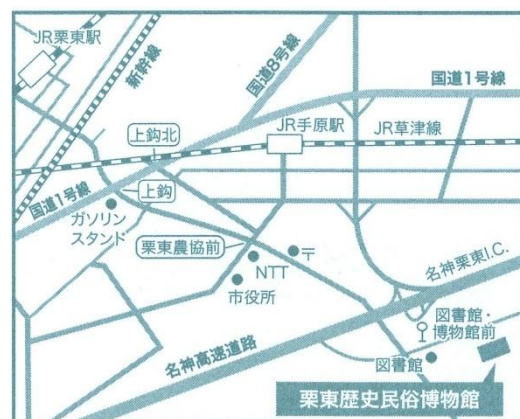 JR栗東駅
新幹線
国道8号線
国道1号線
上鈎北
JR手原駅
JR草津線
国道1号線
上鈎
ガソリン
スタンド
栗東農協前
〒
NTT
市役所
名神栗東I.C.
図書館・
博物館前
図書館
名神高速道路
栗東歴史民俗博物館